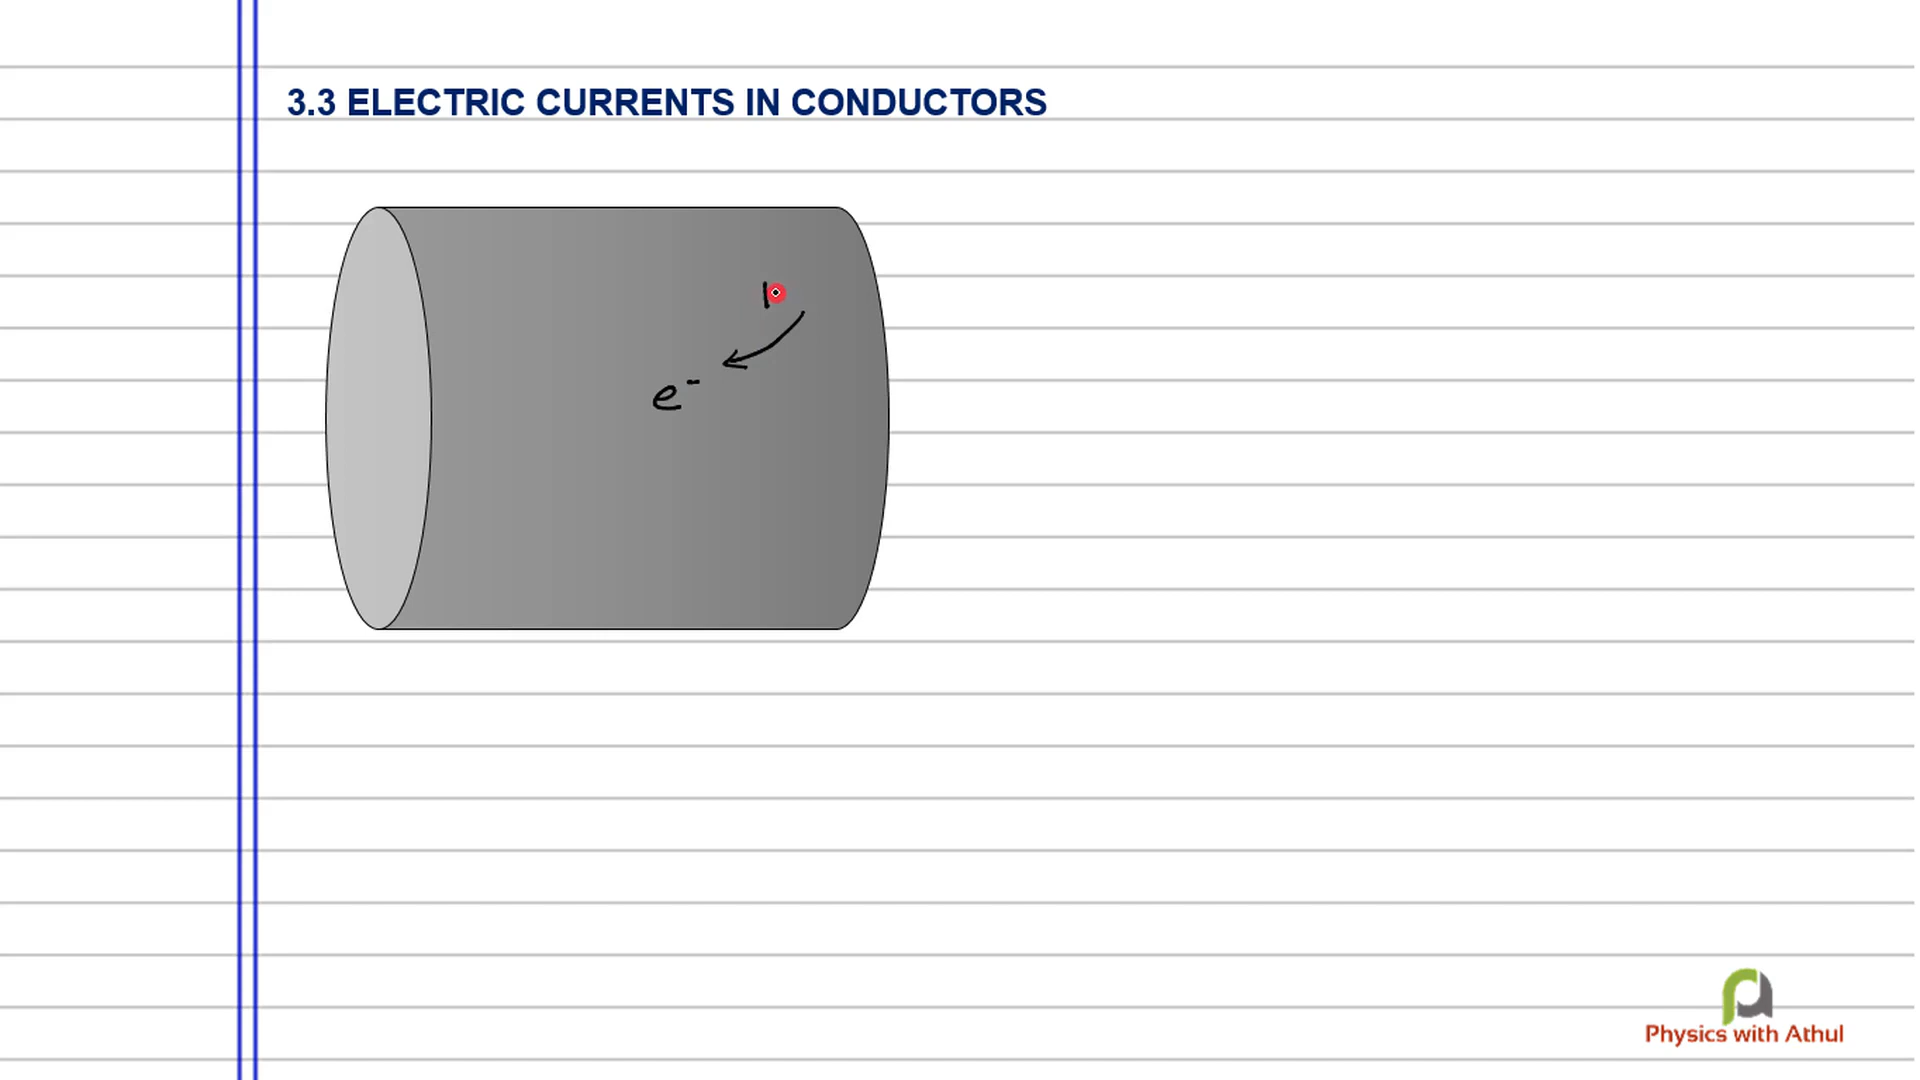 3.3 ELECTRIC CURRENTS IN CONDUCTORS
e⁻
Physics with Athul